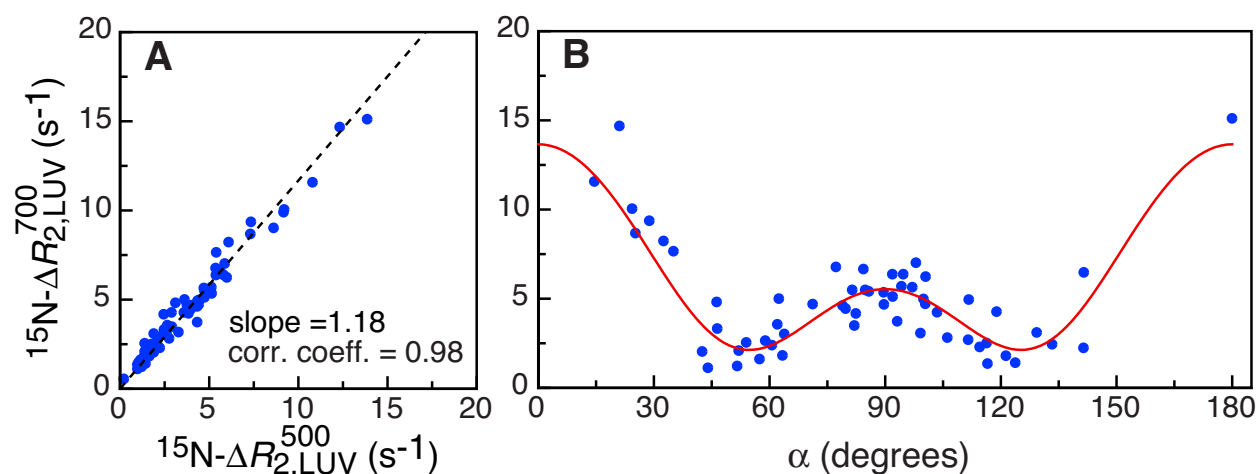 A
20
15
10
5
0
0 5 10 15 20
¹⁵N-ΔR₂,LUV⁷⁰⁰ (s⁻¹)
slope =1.18
corr. coeff. = 0.98
¹⁵N-ΔR₂,LUV⁵⁰⁰ (s⁻¹)
B
20
15
10
5
0
0 30 60 90 120 150 180
α (degrees)